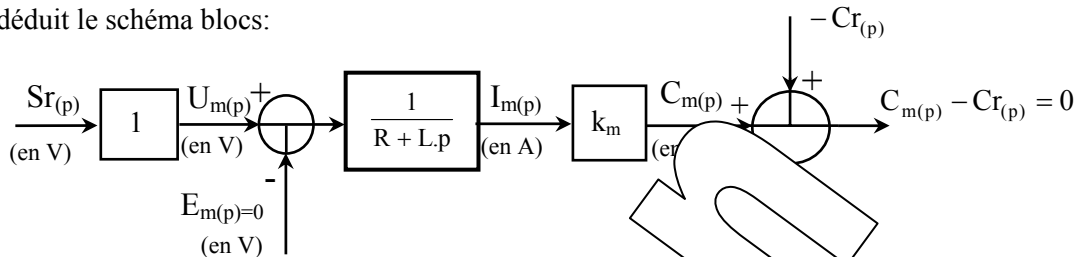 déduit le schéma blocs:
− Cr(p)
Sr(p)
(en V)
1
Um(p)
(en V)
+
-
Em(p)=0
(en V)
1
R + L.p
Im(p)
(en A)
km
Cm(p)
+
+
Cm(p) − Cr(p) = 0